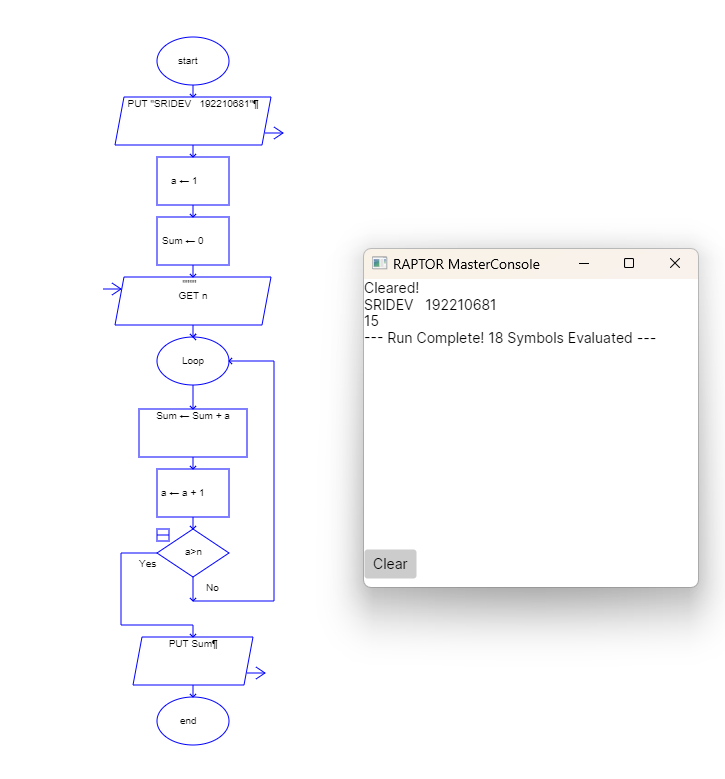 start
PUT "SRIDEV   192210681"¶
a ← 1
Sum ← 0
""""
GET n
Loop
Sum ← Sum + a
a ← a + 1
a>n
Yes
No
PUT Sum¶
end
RAPTOR MasterConsole
Cleared!
SRIDEV   192210681
15
--- Run Complete! 18 Symbols Evaluated ---
Clear